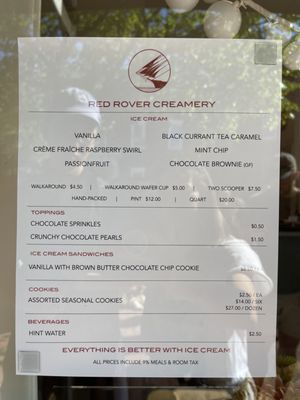 RED ROVER CREAMERY
ICE CREAM
VANILLA
BLACK CURRANT TEA CARAMEL
CRÈME FRAÎCHE RASPBERRY SWIRL
MINT CHIP
PASSIONFRUIT
CHOCOLATE BROWNIE (GF)
WALKAROUND $4.50 | WALKAROUND WAFER CUP $5.00 | TWO SCOOPER $7.50
HAND-PACKED | PINT $12.00 | QUART $20.00
TOPPINGS
CHOCOLATE SPRINKLES $0.50
CRUNCHY CHOCOLATE PEARLS $1.50
ICE CREAM SANDWICHES
VANILLA WITH BROWN BUTTER CHOCOLATE CHIP COOKIE
COOKIES
ASSORTED SEASONAL COOKIES
$2.50 / EA
$14.00 / SIX
$27.00 / DOZEN
BEVERAGES
HINT WATER $2.50
EVERYTHING IS BETTER WITH ICE CREAM
ALL PRICES INCLUDE 9% MEALS & ROOM TAX